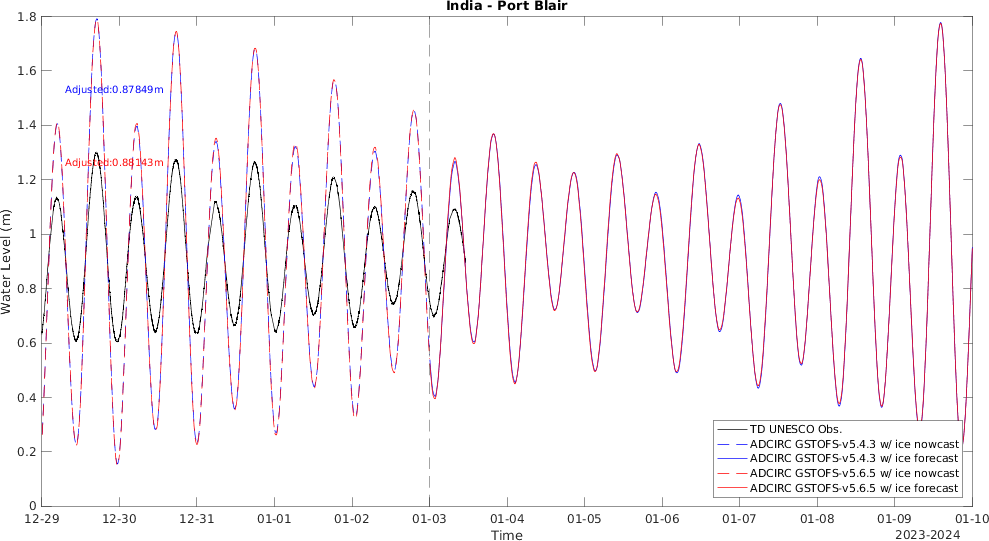 India - Port Blair
1.8
1.6
1.4
1.2
1
0.8
0.6
0.4
0.2
0
Water Level (m)
Adjusted:0.87849m
Adjusted:0.88143m
TD UNESCO Obs.
ADCIRC GSTOFS-v5.4.3 w/ ice nowcast
ADCIRC GSTOFS-v5.4.3 w/ ice forecast
ADCIRC GSTOFS-v5.6.5 w/ ice nowcast
ADCIRC GSTOFS-v5.6.5 w/ ice forecast
12-29 12-30 12-31 01-01 01-02 01-03 01-04 01-05 01-06 01-07 01-08 01-09 01-10
Time
2023-2024